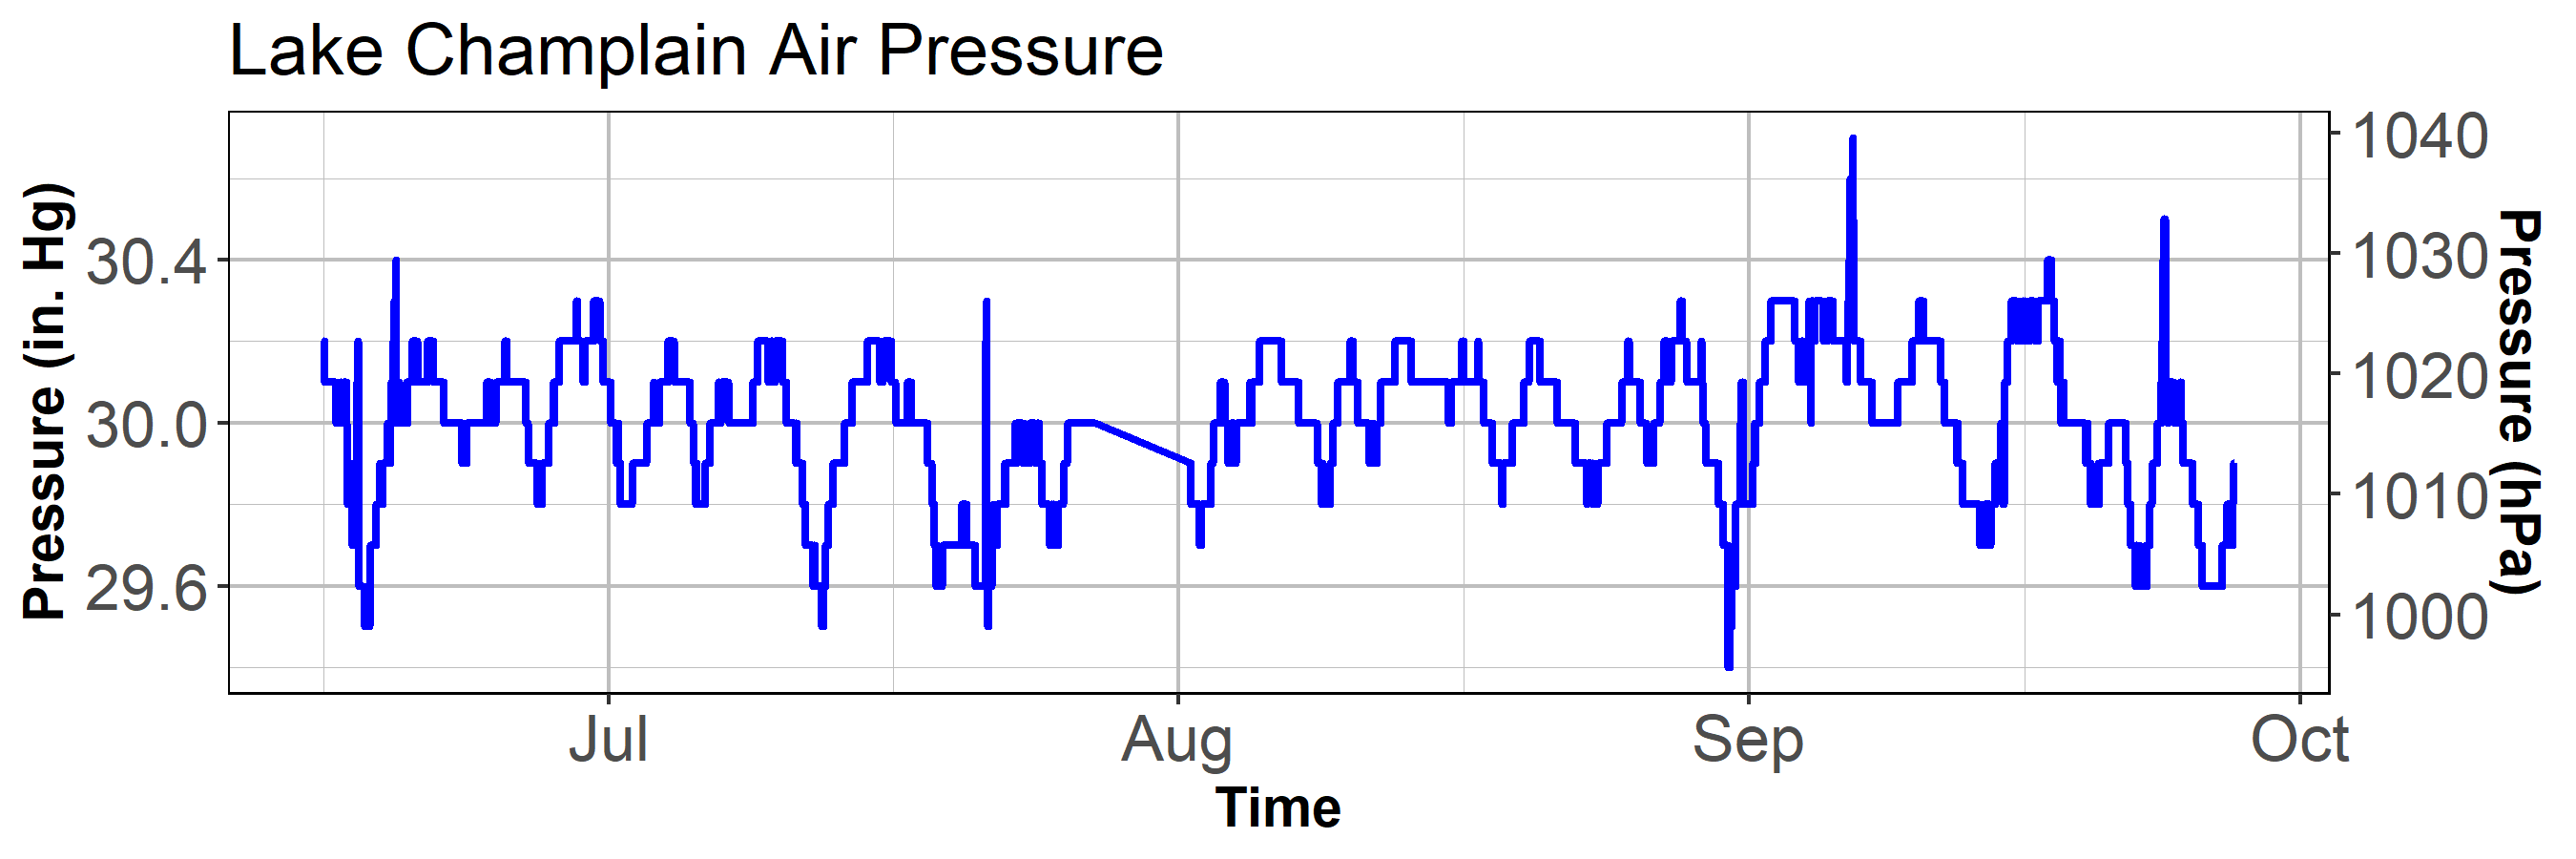 Lake Champlain Air Pressure
Pressure (in. Hg)
30.4
30.0
29.6
1040
1030
1020
1010
1000
Pressure (hPa)
Jul Aug Sep Oct
Time